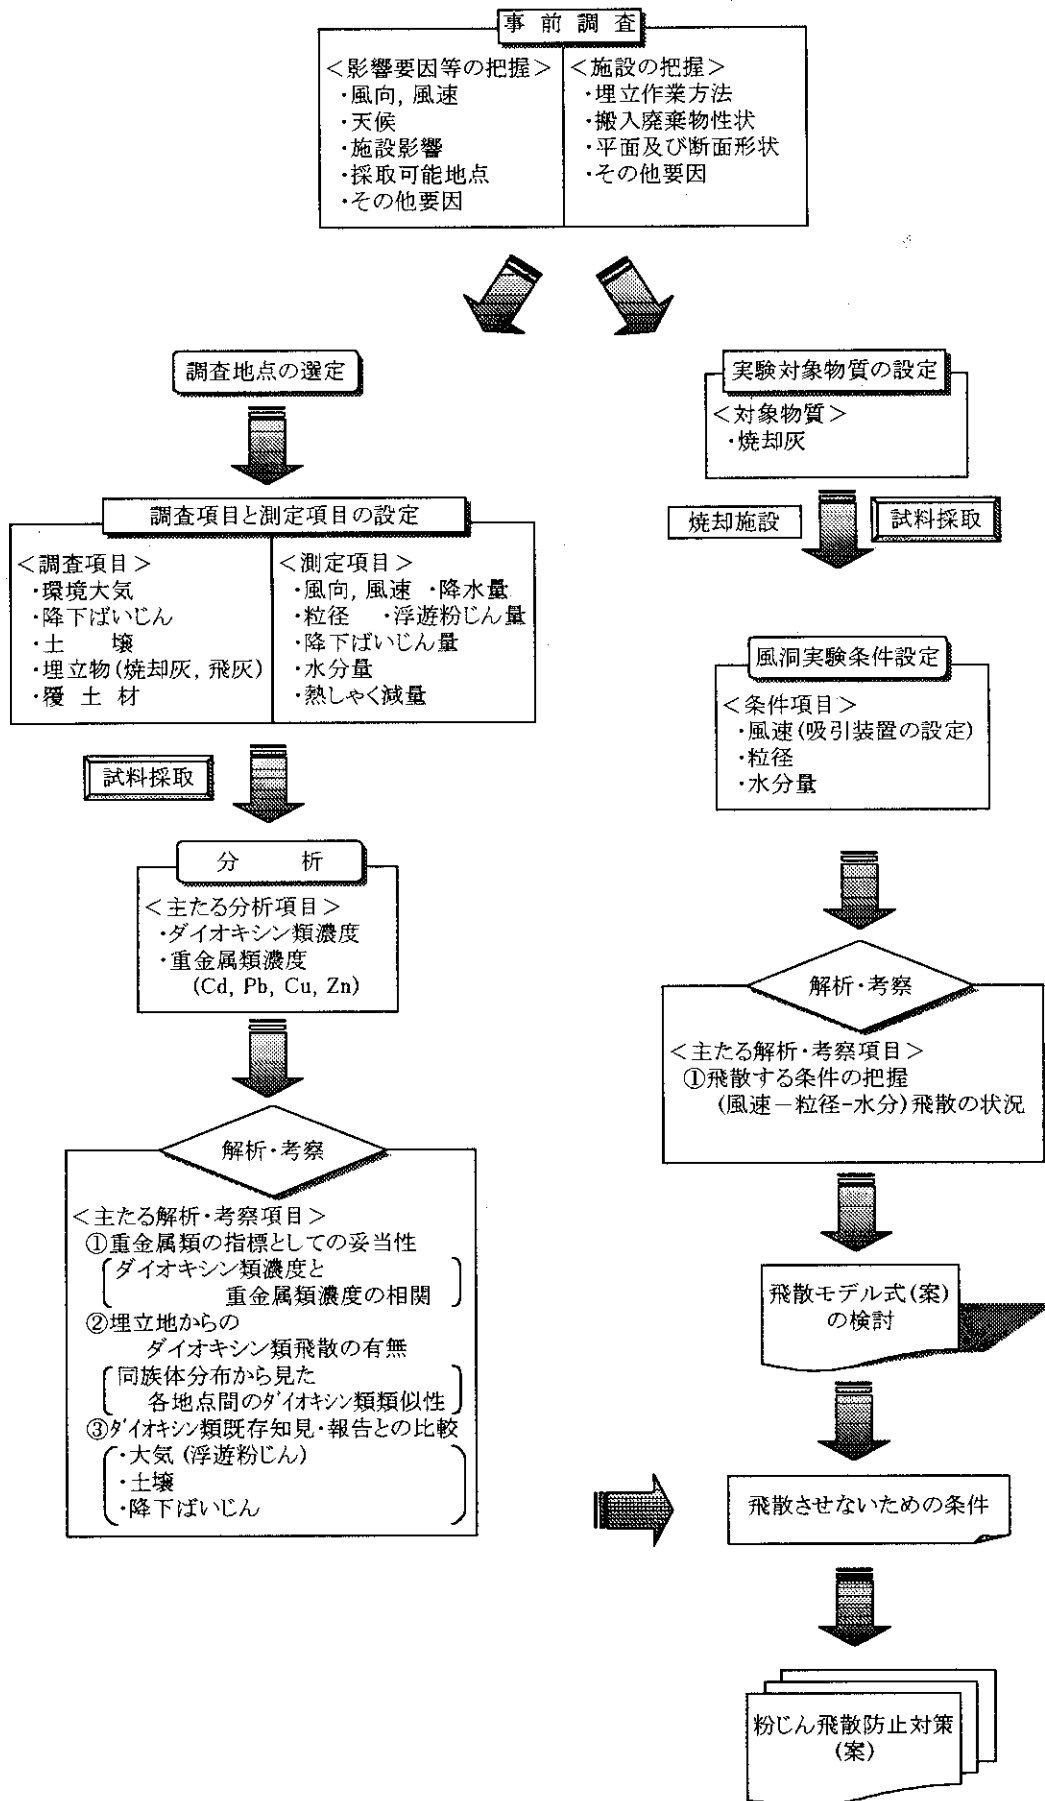 事 前 調 査
＜影響要因等の把握＞
・風向, 風速
・天候
・施設影響
・採取可能地点
・その他要因
＜施設の把握＞
・埋立作業方法
・搬入廃棄物性状
・平面及び断面形状
・その他要因
調査地点の選定
調査項目と測定項目の設定
＜調査項目＞
・環境大気
・降下ばいじん
・土　　壌
・埋立物(焼却灰, 飛灰)
・覆 土 材
＜測定項目＞
・風向, 風速 ・降水量
・粒径　・浮遊粉じん量
・降下ばいじん量
・水分量
・熱しゃく減量
試料採取
分　　析
＜主たる分析項目＞
・ダイオキシン類濃度
・重金属類濃度
(Cd, Pb, Cu, Zn)
解析・考察
＜主たる解析・考察項目＞
①重金属類の指標としての妥当性
ダイオキシン類濃度と
重金属類濃度の相関
②埋立地からの
ダイオキシン類飛散の有無
同族体分布から見た
各地点間のﾀﾞｲｵｷｼﾝ類類似性
③ﾀﾞｲｵｷｼﾝ類既存知見・報告との比較
・大気 (浮遊粉じん)
・土壌
・降下ばいじん
実験対象物質の設定
＜対象物質＞
・焼却灰
焼却施設
試料採取
風洞実験条件設定
＜条件項目＞
・風速(吸引装置の設定)
・粒径
・水分量
解析・考察
＜主たる解析・考察項目＞
①飛散する条件の把握
(風速－粒径-水分)飛散の状況
飛散モデル式(案)
の検討
飛散させないための条件
粉じん飛散防止対策
(案)